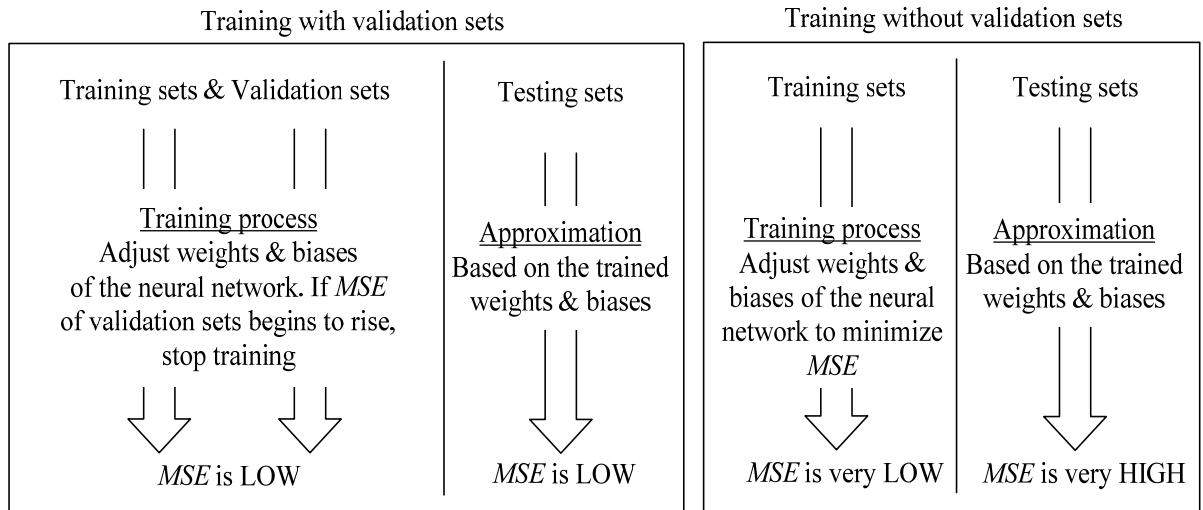 Training with validation sets
Training sets & Validation sets
Training process
Adjust weights & biases
of the neural network. If MSE
of validation sets begins to rise,
stop training
MSE is LOW
Testing sets
Approximation
Based on the trained
weights & biases
MSE is LOW
Training without validation sets
Training sets
Training process
Adjust weights &
biases of the neural
network to minimize
MSE
MSE is very LOW
Testing sets
Approximation
Based on the trained
weights & biases
MSE is very HIGH